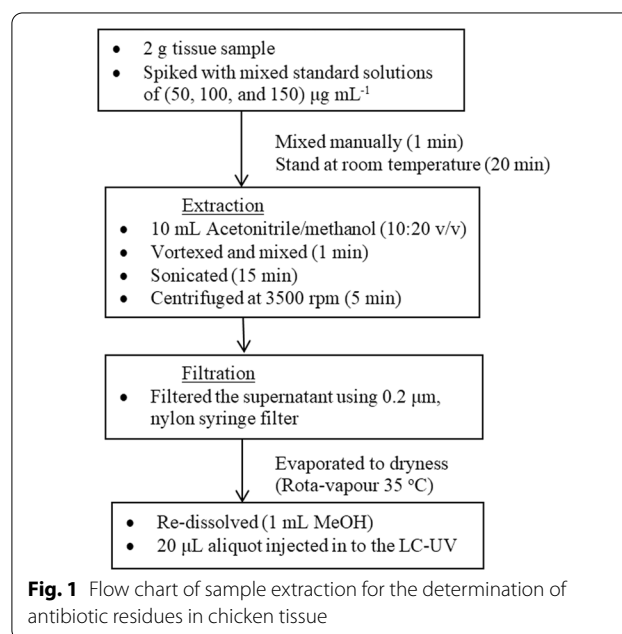 • 2 g tissue sample
• Spiked with mixed standard solutions
of (50, 100, and 150) µg mL⁻¹
Mixed manually (1 min)
Stand at room temperature (20 min)
Extraction
• 10 mL Acetonitrile/methanol (10:20 v/v)
• Vortexed and mixed (1 min)
• Sonicated (15 min)
• Centrifuged at 3500 rpm (5 min)
Filtration
• Filtered the supernatant using 0.2 µm,
nylon syringe filter
Evaporated to dryness
(Rota-vapour 35 °C)
• Re-dissolved (1 mL MeOH)
• 20 µL aliquot injected in to the LC-UV
Fig. 1 Flow chart of sample extraction for the determination of
antibiotic residues in chicken tissue